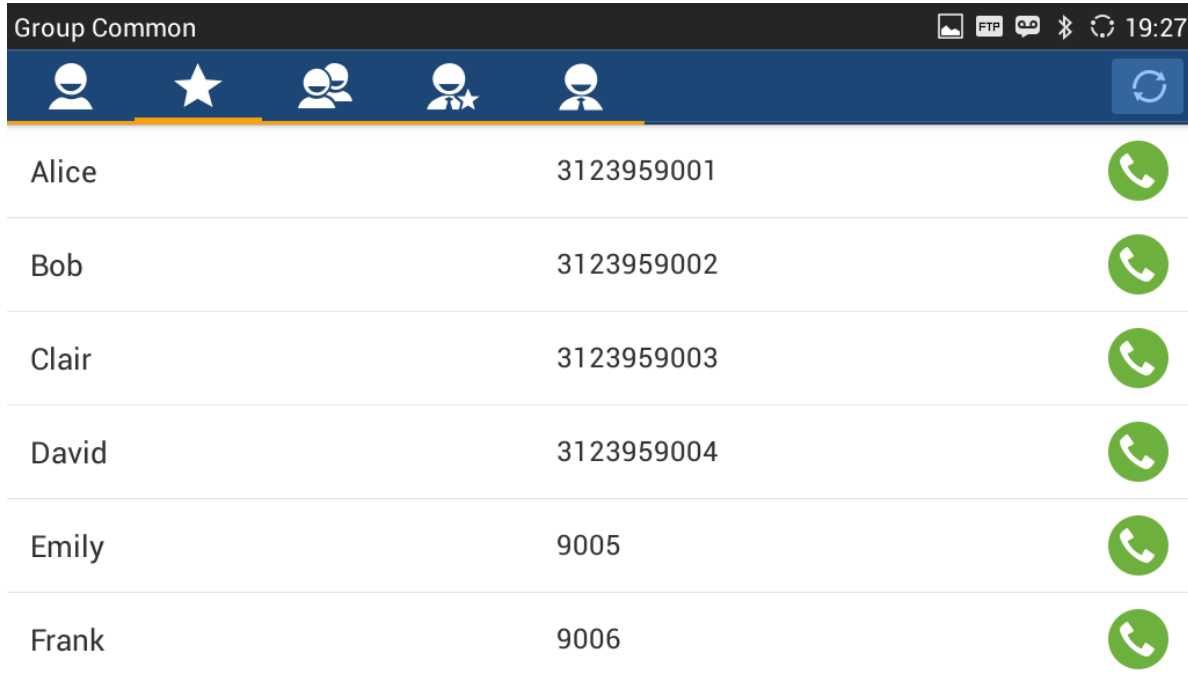 Group Common FTP 19:27
Alice 3123959001
Bob 3123959002
Clair 3123959003
David 3123959004
Emily 9005
Frank 9006